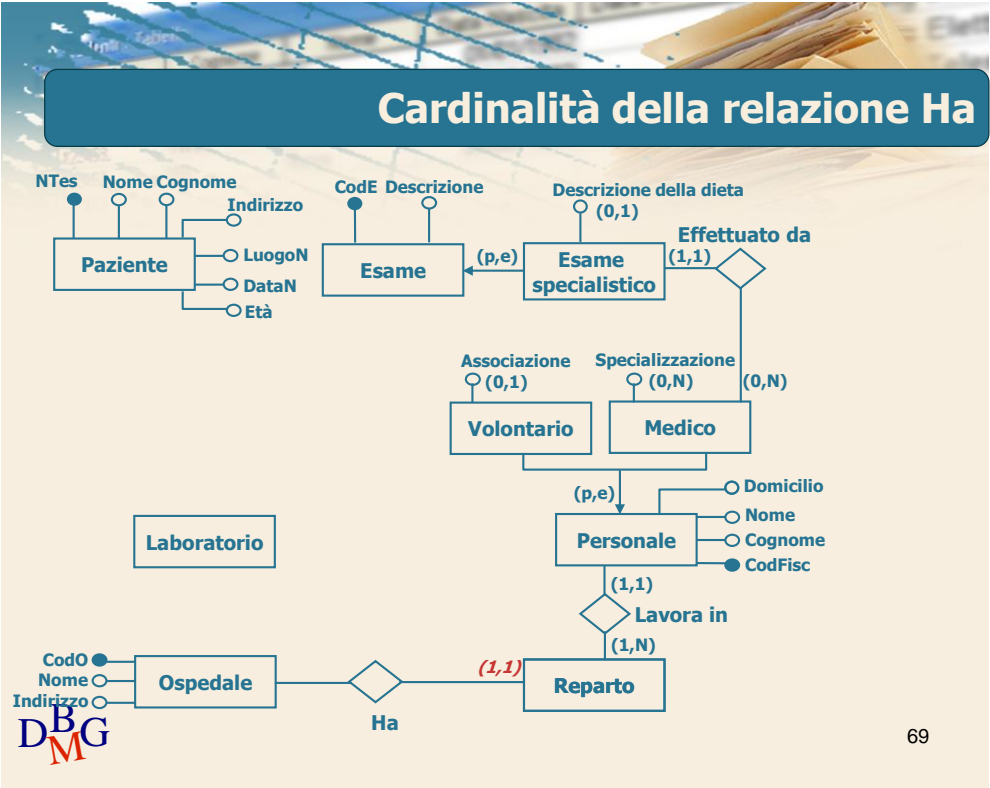 Cardinalità della relazione Ha
NTes
Nome Cognome
Indirizzo
LuogoN
DataN
Età
Paziente
CodE Descrizione
Esame
(p,e)
Descrizione della dieta
(0,1)
Esame
specialistico
(1,1)
Effettuato da
(0,N)
Associazione
(0,1)
Volontario
Specializzazione
(0,N)
Medico
(p,e)
Domicilio
Nome
Cognome
CodFisc
Personale
(1,1)
Lavora in
(1,N)
Laboratorio
CodO
Nome
Indirizzo
Ospedale
Ha
(1,1)
Reparto
DBMG
69